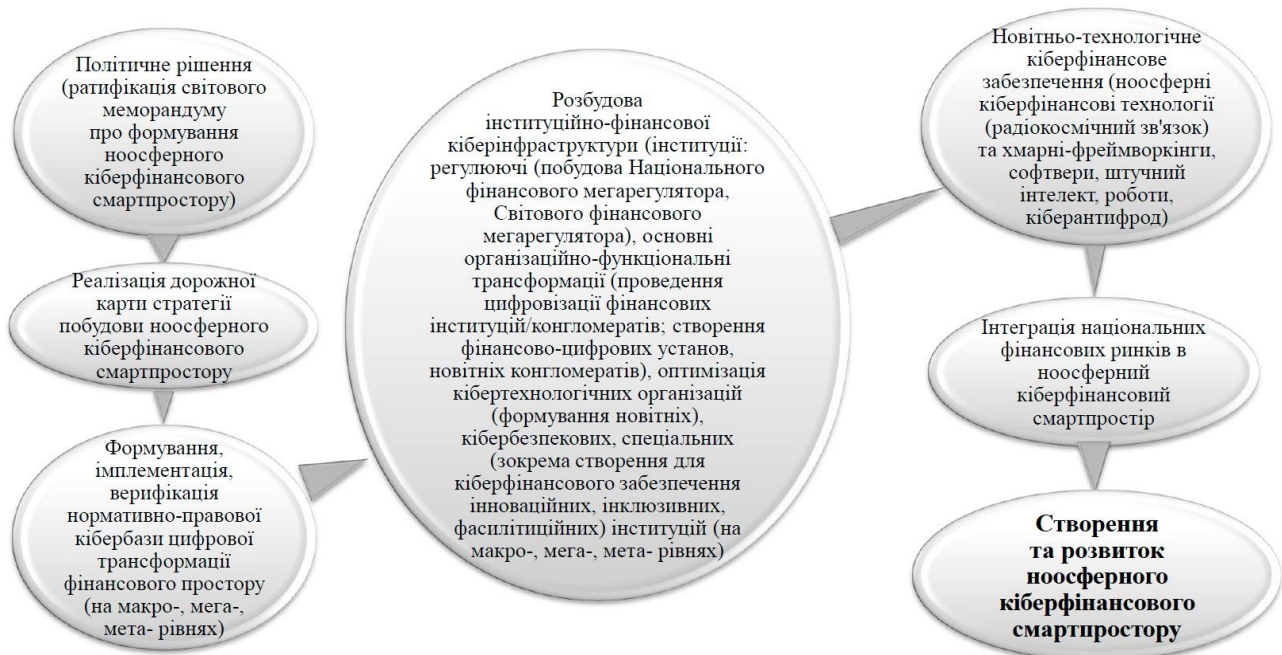 Політичне рішення
(ратифікація світового
меморандуму
про формування
ноосферного
кіберфінансового
смартпростору)
Реалізація дорожної
карти стратегії
побудови ноосферного
кіберфінансового
смартпростору
Формування,
імплементація,
верифікація
нормативно-правової
кібербази цифрової
трансформації
фінансового простору
(на макро-, мега-,
мета- рівнях)
Розбудова
інституційно-фінансової
кіберінфраструктури (інституції:
регулюючі (побудова Національного
фінансового мегарегулятора,
Світового фінансового
мегарегулятора), основні
організаційно-функціональні
трансформації (проведення
цифровізації фінансових
інституцій/конгломератів; створення
фінансово-цифрових установ,
новітніх конгломератів), оптимізація
кібертехнологічних організацій
(формування новітніх),
кібербезпекових, спеціальних
(зокрема створення для
кіберфінансового забезпечення
інноваційних, інклюзивних,
фасилітиційних) інституцій (на
макро-, мега-, мета- рівнях)
Новітньо-технологічне
кіберфінансове
забезпечення (ноосферні
кіберфінансові технології
(радіокосмічний зв'язок)
та хмарні-фреймворкінги,
софтвери, штучний
інтелект, роботи,
кіберантифрод)
Інтеграція національних
фінансових ринків в
ноосферний
кіберфінансовий
смартпростір
Створення
та розвиток
ноосферного
кіберфінансового
смартпростору